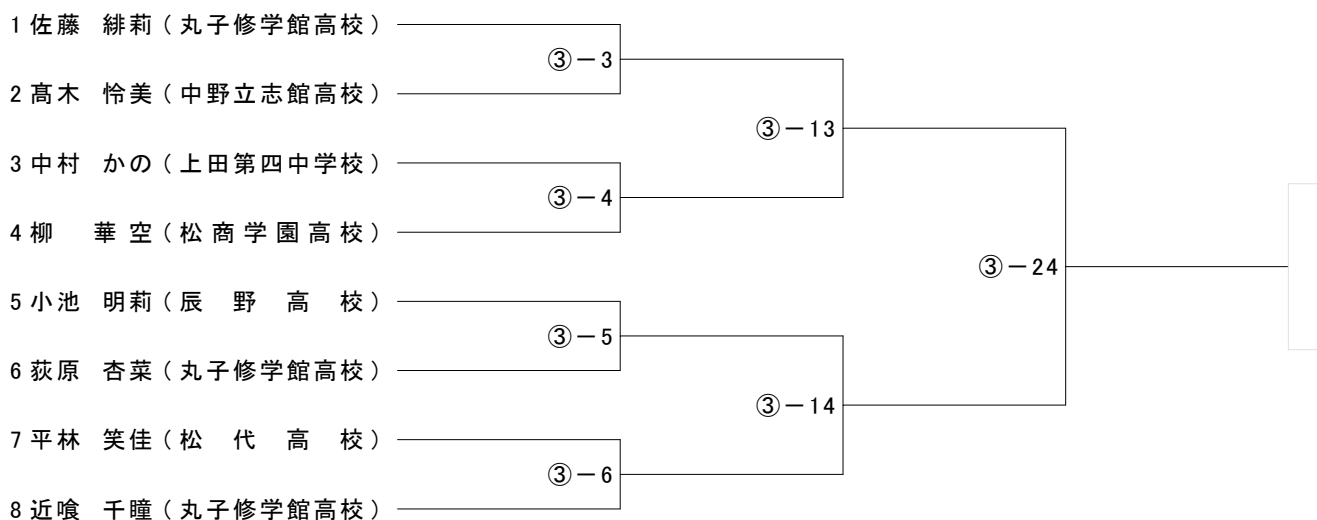 1 佐藤 緋莉（丸子修学館高校）
③－3
2 髙木 怜美（中野立志館高校）
③－13
3 中村 かの（上田第四中学校）
③－4
4 柳 華空（松商学園高校）
③－24
5 小池 明莉（辰野高校）
③－5
6 荻原 杏菜（丸子修学館高校）
③－14
7 平林 笑佳（松代高校）
③－6
8 近喰 千瞳（丸子修学館高校）